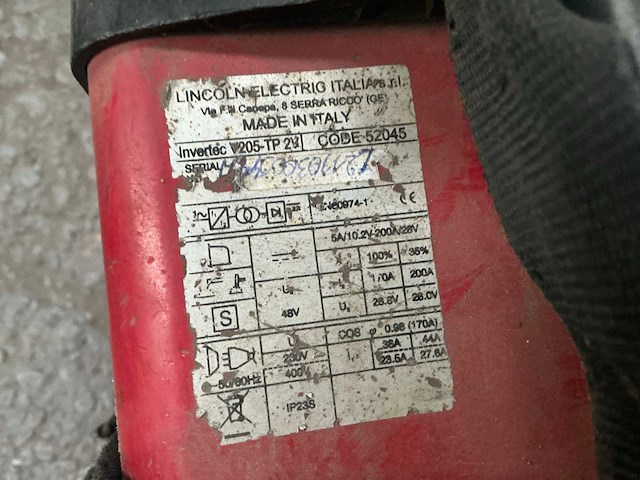 LINCOLN ELECTRIC ITALIA S.r.l.
Via F.lli Canepa, 8 SERRA RICCO' (GE)
MADE IN ITALY
Invertec V205-TP 2V CODE 52045
SERIAL
1~ EN60974-1 CE
5A/10.2V-200A/28V
100% 35%
170A 200A
U₀ 48V U₂ 26.8V 28.0V
S
U₁ COS φ 0.98 (170A)
230V I₁ 38A 44A
~50/60Hz 400V 23.5A 27.6A
IP23S